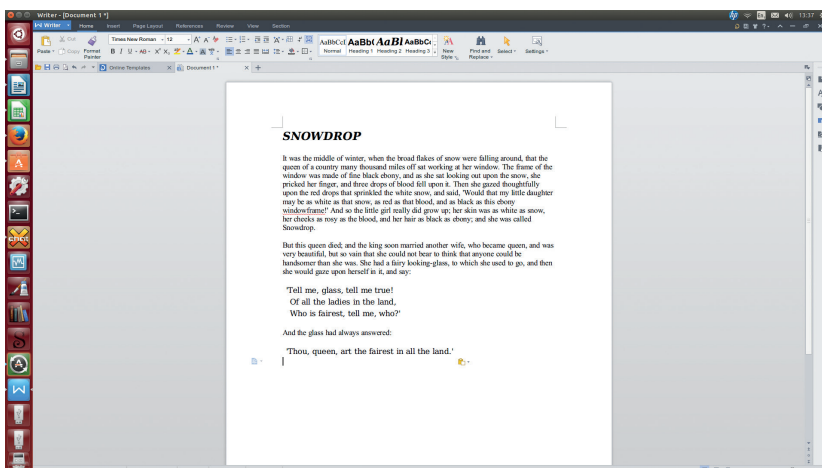 Writer - [Document 1 *]
13:37
W Writer Home Insert Page Layout References Review View Section
Paste Cut Copy Format Painter
Times New Roman 12
B I U AB X² X₂ A A
AaBbCcI AaBb( AaBl AaBbC
Normal Heading 1 Heading 2 Heading 3
New Style Find and Replace Select Settings
Online Templates Document 1 *
SNOWDROP
It was the middle of winter, when the broad flakes of snow were falling around, that the
queen of a country many thousand miles off sat working at her window. The frame of the
window was made of fine black ebony, and as she sat looking out upon the snow, she
pricked her finger, and three drops of blood fell upon it. Then she gazed thoughtfully
upon the red drops that sprinkled the white snow, and said, 'Would that my little daughter
may be as white as that snow, as red as that blood, and as black as this ebony
windowframe!' And so the little girl really did grow up; her skin was as white as snow,
her cheeks as rosy as the blood, and her hair as black as ebony; and she was called
Snowdrop.
But this queen died; and the king soon married another wife, who became queen, and was
very beautiful, but so vain that she could not bear to think that anyone could be
handsomer than she was. She had a fairy looking-glass, to which she used to go, and then
she would gaze upon herself in it, and say:
'Tell me, glass, tell me true!
Of all the ladies in the land,
Who is fairest, tell me, who?'
And the glass had always answered:
'Thou, queen, art the fairest in all the land.'